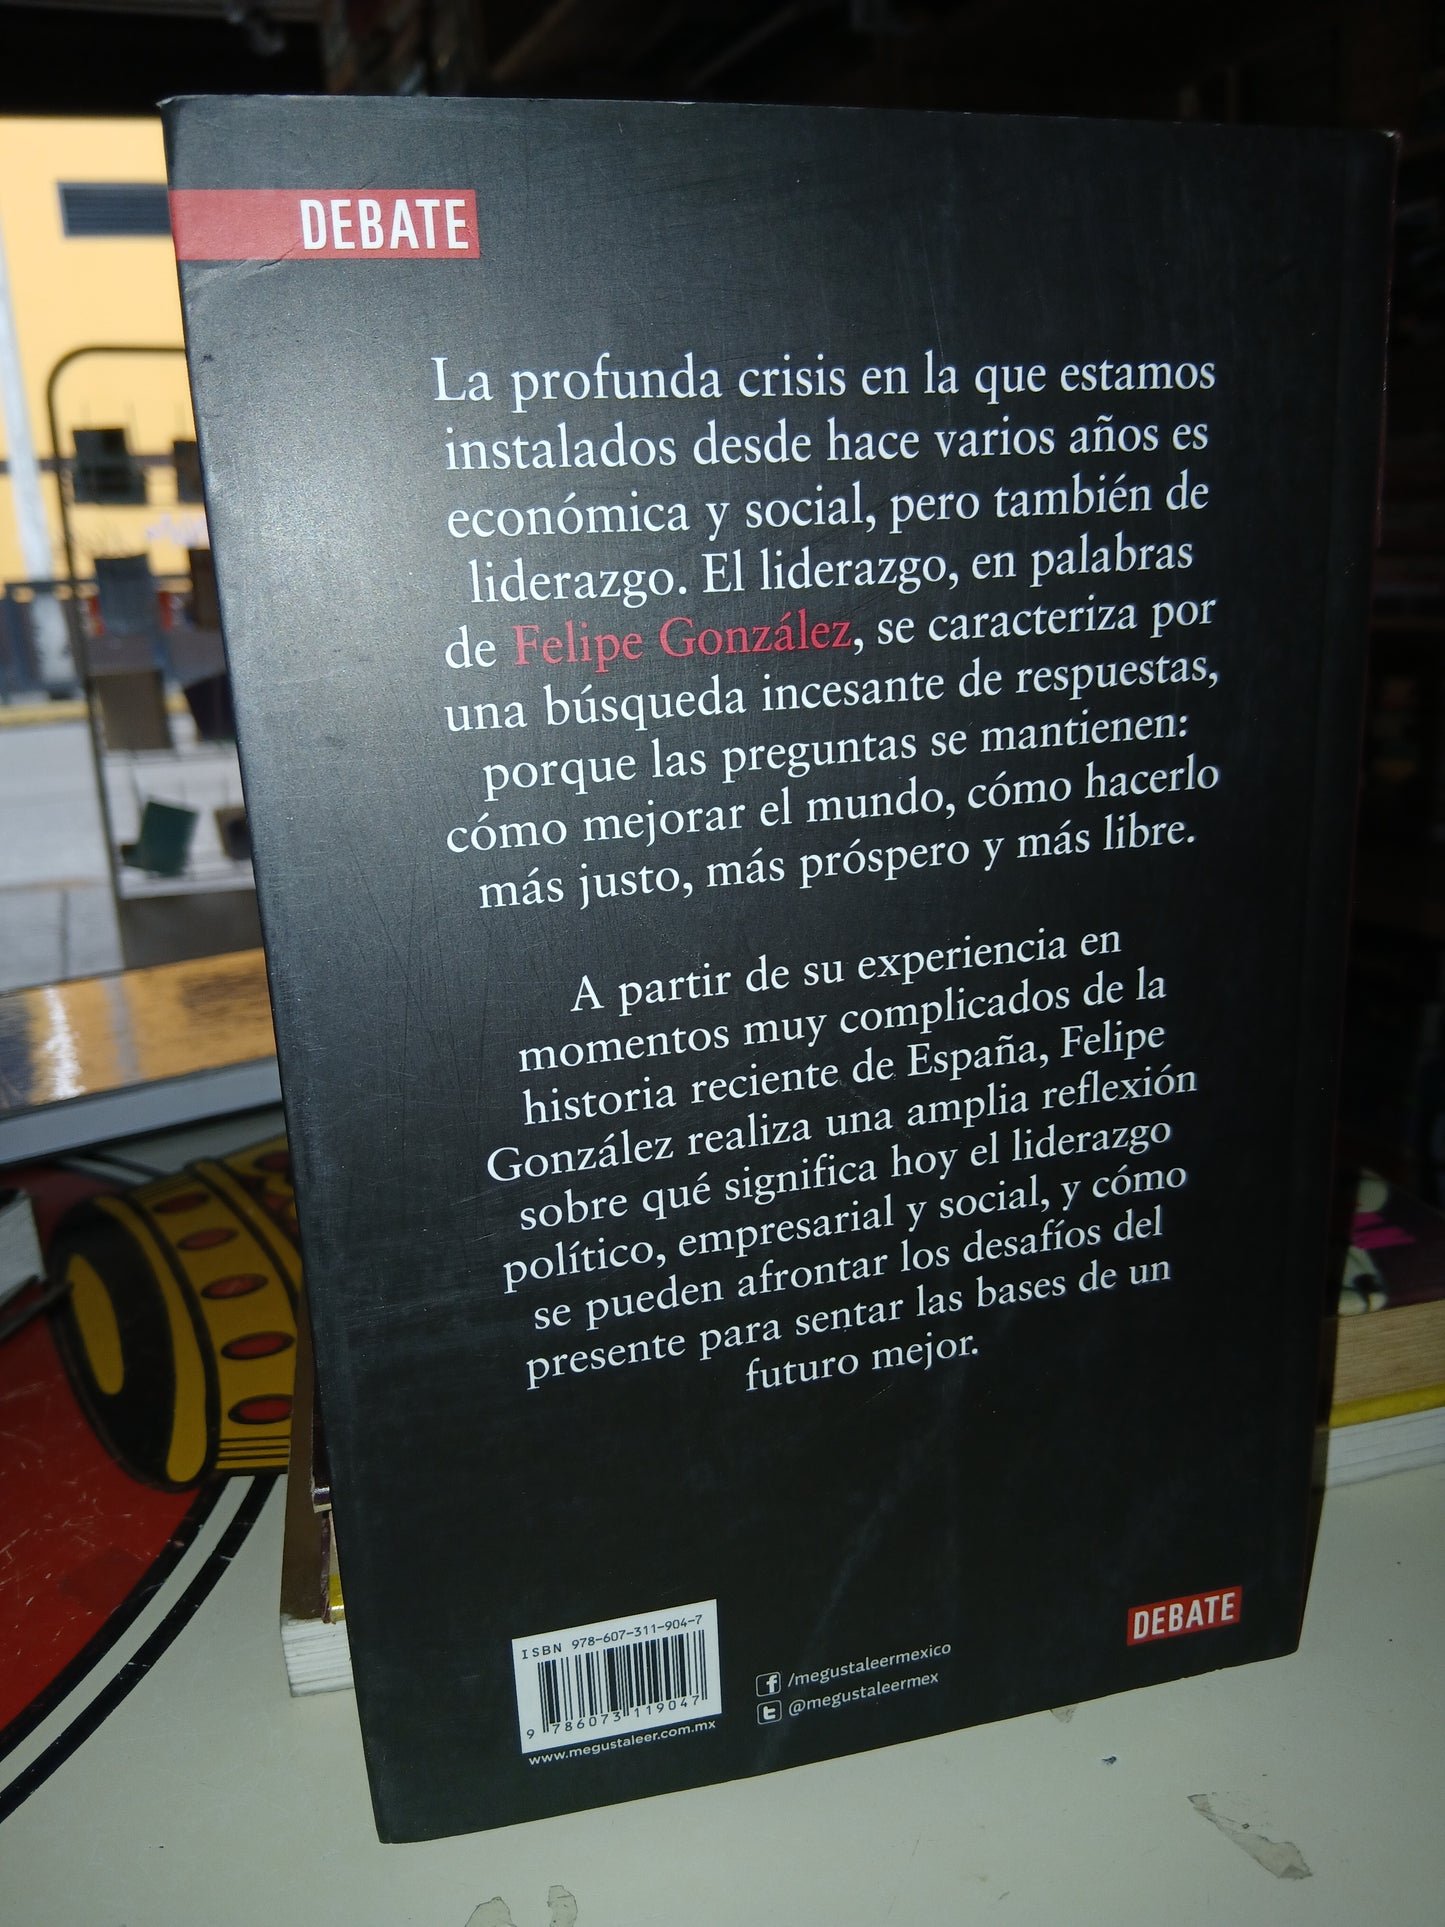 DEBATE
La profunda crisis en la que estamos
instalados desde hace varios años es
económica y social, pero también de
liderazgo. El liderazgo, en palabras
de Felipe González, se caracteriza por
una búsqueda incesante de respuestas,
porque las preguntas se mantienen:
cómo mejorar el mundo, cómo hacerlo
más justo, más próspero y más libre.
A partir de su experiencia en
momentos muy complicados de la
historia reciente de España, Felipe
González realiza una amplia reflexión
sobre qué significa hoy el liderazgo
político, empresarial y social, y cómo
se pueden afrontar los desafíos del
presente para sentar las bases de un
futuro mejor.
ISBN 978-607-311-904-7
9 786073 119047
www.megustaleer.com.mx
/megustaleermexico
@megustaleermex
DEBATE